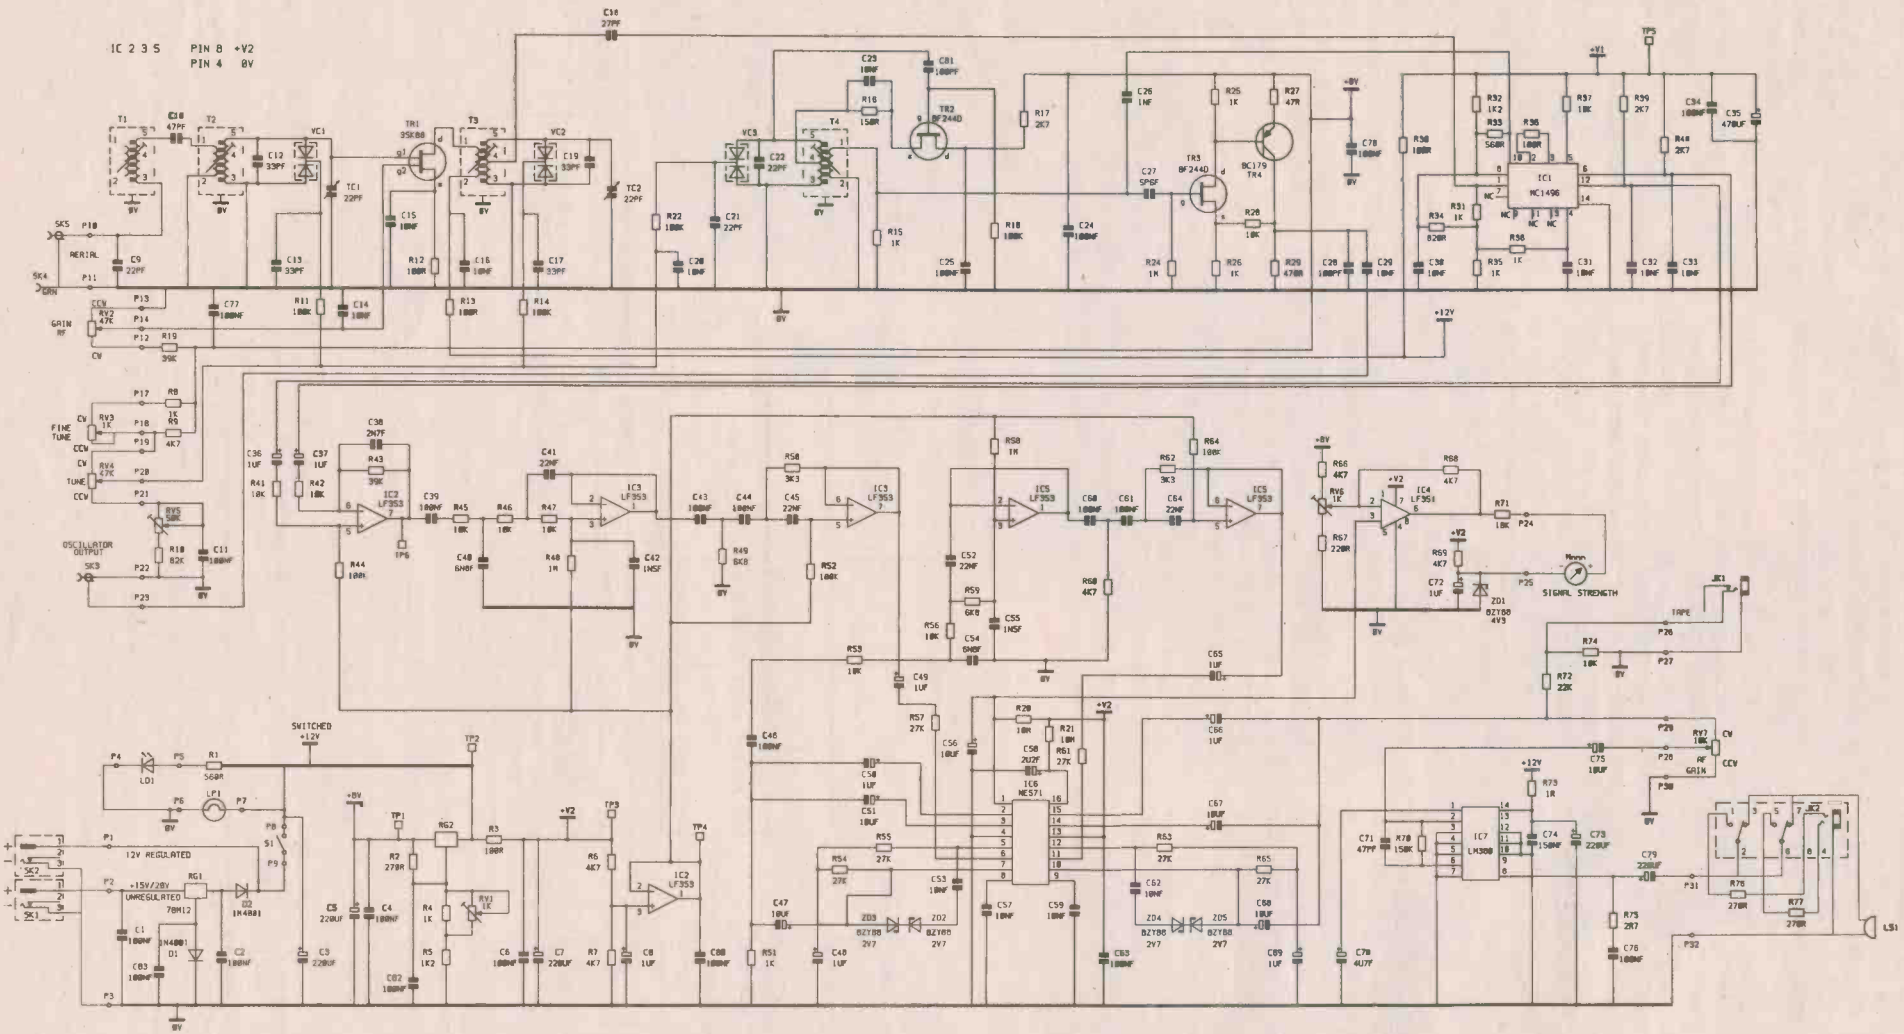 IC 2 3 5 PIN 8 +V2
PIN 4 0V
C18
27PF
T1
C10
47PF
T2
C12
33PF
VC1
TC1
22PF
TR1
3SK88
T3
VC2
C19
33PF
TC2
22PF
VC3
C22
22PF
C23
10NF
R16
150R
T4
C81
100PF
TR2
BF244D
R17
2K7
C26
1NF
R25
1K
R27
47R
+8V
C78
100NF
0V
C27
5P6F
TR3
BF244D
BC179
TR4
R30
100R
R32
1K2
R33
560R
R36
100R
R37
R39
2K7
+V1
TP5
R40
2K7
C34
100NF
C35
470UF
IC1
MC1496
NC
R31
1K
R34
820R
R38
1K
R35
1K
C30
10NF
C31
10NF
C32
10NF
C33
10NF
SK5
P10
AERIAL
SK4
P11
C9
22PF
C13
33PF
C15
10NF
R12
100R
C16
10NF
C17
33PF
R22
100K
C21
22PF
C20
10NF
R15
1K
R18
100K
C25
100NF
C24
100NF
R24
1M
R26
1K
R28
10K
R29
470R
C28
100PF
C29
10NF
CCW
P13
RV2
47K
P14
GAIN
RF
P12
CW
R19
39K
C77
100NF
R11
100K
C14
10NF
R13
100R
R14
100K
0V
+12V
P17
R8
1K
CW
RV3
1K
P18
R9
4K7
FINE
TUNE
P19
CCW
CW
RV4
47K
P20
TUNE
CCW
P21
RV5
50K
R10
82K
C11
100NF
OSCILLATOR
OUTPUT
SK3
P22
P23
0V
C36
1UF
C37
1UF
R41
10K
R42
10K
C38
2N7F
R43
39K
IC2
LF353
C39
100NF
TP6
R44
100K
R45
10K
R46
10K
R47
10K
C41
22NF
IC3
LF353
C40
6N8F
R48
1M
C42
1N5F
0V
C43
100NF
C44
100NF
C45
22NF
R50
3K3
IC3
LF353
R49
6K8
0V
R52
100K
R58
1M
IC5
LF353
C52
22NF
R59
6K8
R56
10K
C55
1N5F
C54
6N8F
0V
C60
100NF
C61
100NF
C64
22NF
R62
3K3
R64
100K
IC5
LF353
R60
4K7
+8V
R66
4K7
RV6
1K
R67
220R
R68
4K7
+V2
IC4
LF351
R71
10K
P24
+V2
R69
4K7
C72
1UF
P25
SIGNAL STRENGTH
ZD1
BZY88
4V3
0V
JK1
TAPE
P26
R74
10K
P27
0V
R72
22K
R53
10K
C49
1UF
R57
27K
C65
1UF
C46
100NF
C50
1UF
C51
10UF
C56
10UF
R20
10M
R21
10M
C58
2U2F
IC6
NE571
R61
27K
+V2
C66
1UF
C67
10UF
P29
RV7
10K
CW
C75
10UF
P28
AF
GAIN
CCW
P30
0V
+12V
R73
1R
C71
47PF
R70
150K
IC7
LM380
C74
150NF
C73
220UF
JK2
C79
220UF
P31
R76
270R
R77
270R
LS1
R75
2R7
C76
100NF
P32
R55
27K
R54
27K
C53
10NF
C47
10UF
ZD3
BZY88
2V7
ZD2
BZY88
2V7
C57
10NF
C59
10NF
R51
1K
C48
1UF
C63
100NF
R63
27K
R65
27K
C62
10NF
ZD4
BZY88
2V7
ZD5
BZY88
2V7
C68
10UF
C69
1UF
C70
4U7F
SWITCHED
+12V
P4
LD1
P5
R1
560R
P6
LP1
P7
0V
P8
S1
P9
TP2
P1
12V REGULATED
SK2
P2
+15V/20V
UNREGULATED
SK1
RG1
78M12
D2
1N4001
1N4001
D1
C1
100NF
C83
100NF
C2
100NF
C3
220UF
P3
0V
+8V
TP1
RG2
R2
270R
R3
100R
R4
1K
RV1
1K
R5
1K2
C5
220UF
C4
100NF
C82
100NF
C6
100NF
C7
220UF
+V2
TP3
R6
4K7
R7
4K7
C8
1UF
TP4
IC2
LF353
C80
100NF